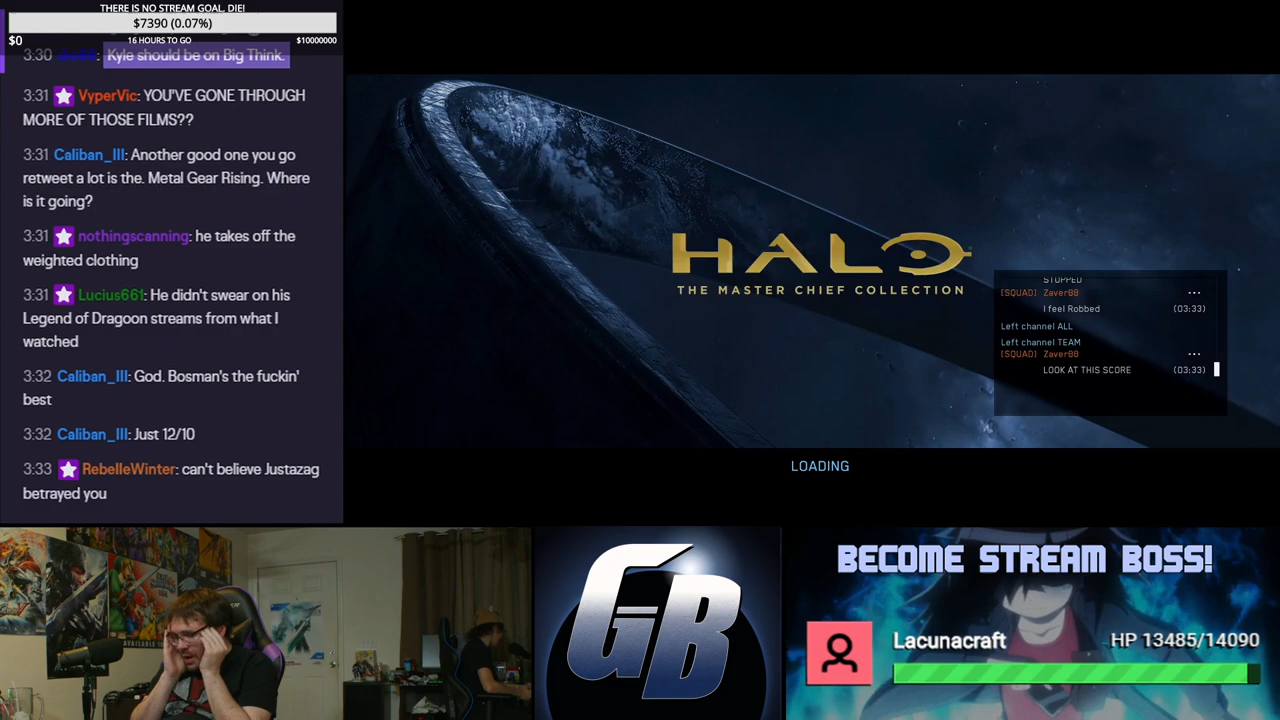 THERE IS NO STREAM GOAL, DIE!
$7390 (0.07%)
$0
16 HOURS TO GO
$10000000
3:30 : Kyle should be on Big Think.
3:31 VyperVic: YOU'VE GONE THROUGH
MORE OF THOSE FILMS??
3:31 Caliban_III: Another good one you go
retweet a lot is the. Metal Gear Rising. Where
is it going?
3:31 nothingscanning: he takes off the
weighted clothing
3:31 Lucius661: He didn't swear on his
Legend of Dragoon streams from what I
watched
3:32 Caliban_III: God. Bosman's the fuckin'
best
3:32 Caliban_III: Just 12/10
3:33 RebelleWinter: can't believe Justazag
betrayed you
HALO
THE MASTER CHIEF COLLECTION
STOPPED
[SQUAD] Zaver88 ...
I feel Robbed (03:33)
Left channel ALL
Left channel TEAM
[SQUAD] Zaver88 ...
LOOK AT THIS SCORE (03:33)
LOADING
GB
BECOME STREAM BOSS!
Lacunacraft HP 13485/14090